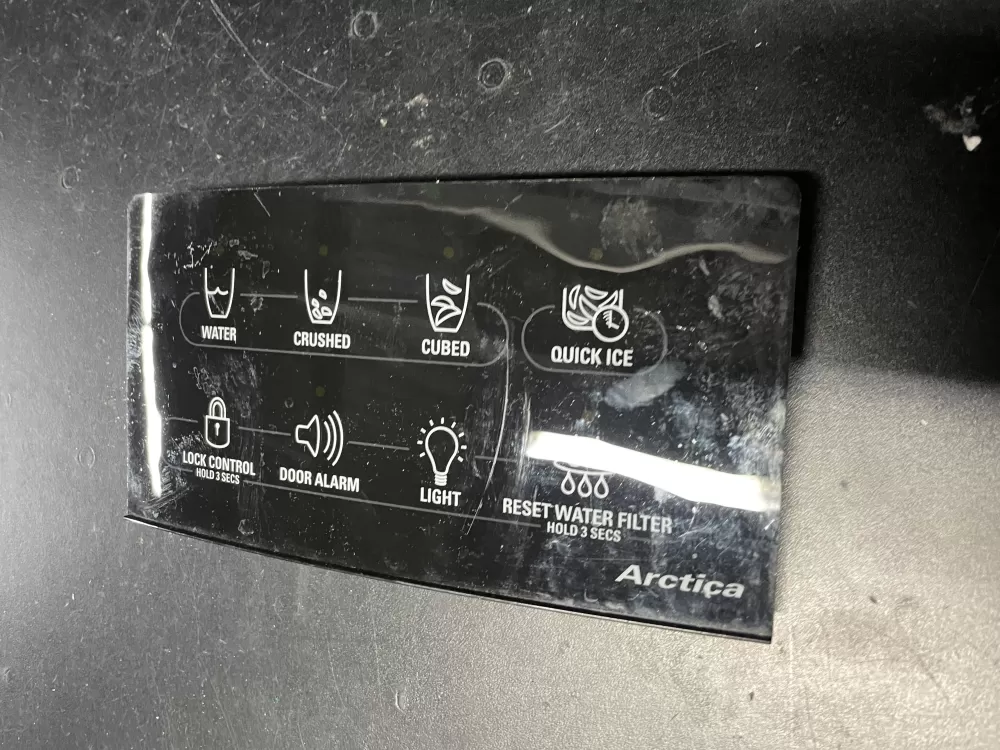 WATER
CRUSHED
CUBED
QUICK ICE
LOCK CONTROL
HOLD 3 SECS
DOOR ALARM
LIGHT
RESET WATER FILTER
HOLD 3 SECS
Arctica